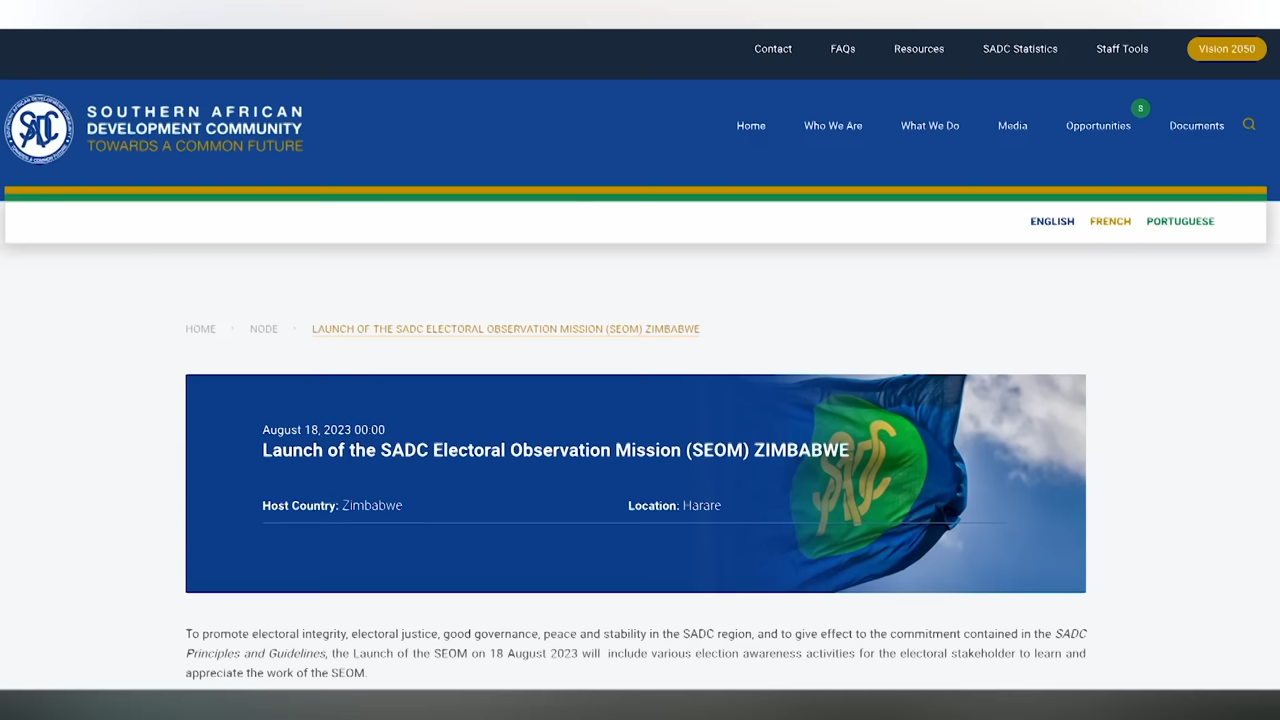 Contact FAQs Resources SADC Statistics Staff Tools Vision 2050
SOUTHERN AFRICAN
DEVELOPMENT COMMUNITY
TOWARDS A COMMON FUTURE
SADC
Home Who We Are What We Do Media Opportunities Documents
S
ENGLISH FRENCH PORTUGUESE
HOME NODE LAUNCH OF THE SADC ELECTORAL OBSERVATION MISSION (SEOM) ZIMBABWE
August 18, 2023 00:00
Launch of the SADC Electoral Observation Mission (SEOM) ZIMBABWE
Host Country: Zimbabwe Location: Harare
SADC
To promote electoral integrity, electoral justice, good governance, peace and stability in the SADC region, and to give effect to the commitment contained in the SADC
Principles and Guidelines, the Launch of the SEOM on 18 August 2023 will include various election awareness activities for the electoral stakeholder to learn and
appreciate the work of the SEOM.